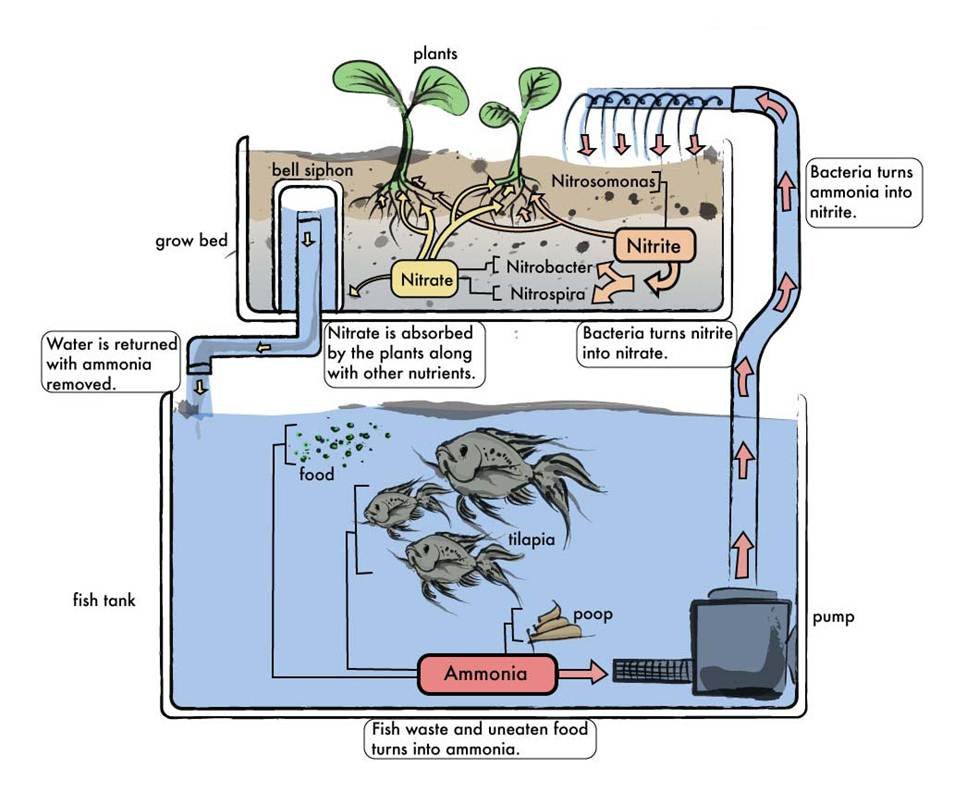 plants
bell siphon
Nitrosomonas
Bacteria turns
ammonia into
nitrite.
grow bed
Nitrite
Nitrate
Nitrobacter
Nitrospira
Water is returned
with ammonia
removed.
Nitrate is absorbed
by the plants along
with other nutrients.
Bacteria turns nitrite
into nitrate.
food
tilapia
fish tank
poop
pump
Ammonia
Fish waste and uneaten food
turns into ammonia.